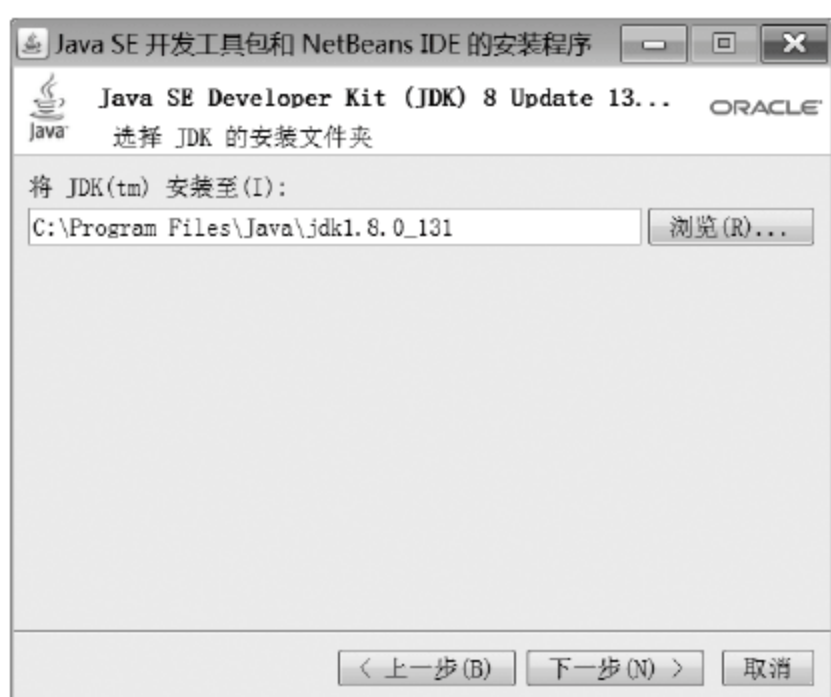 Java SE 开发工具包和 NetBeans IDE 的安装程序
Java
Java SE Developer Kit (JDK) 8 Update 13...
ORACLE
选择 JDK 的安装文件夹
将 JDK(tm) 安装至(I):
C:\Program Files\Java\jdk1.8.0_131
浏览(R)...
< 上一步(B)
下一步(N) >
取消